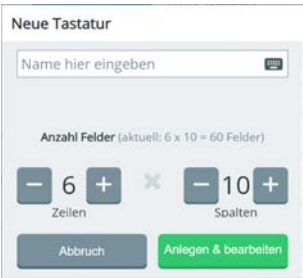 Neue Tastatur
Name hier eingeben
Anzahl Felder (aktuell: 6 x 10 = 60 Felder)
− 6 + × − 10 +
Zeilen Spalten
Abbruch Anlegen & bearbeiten